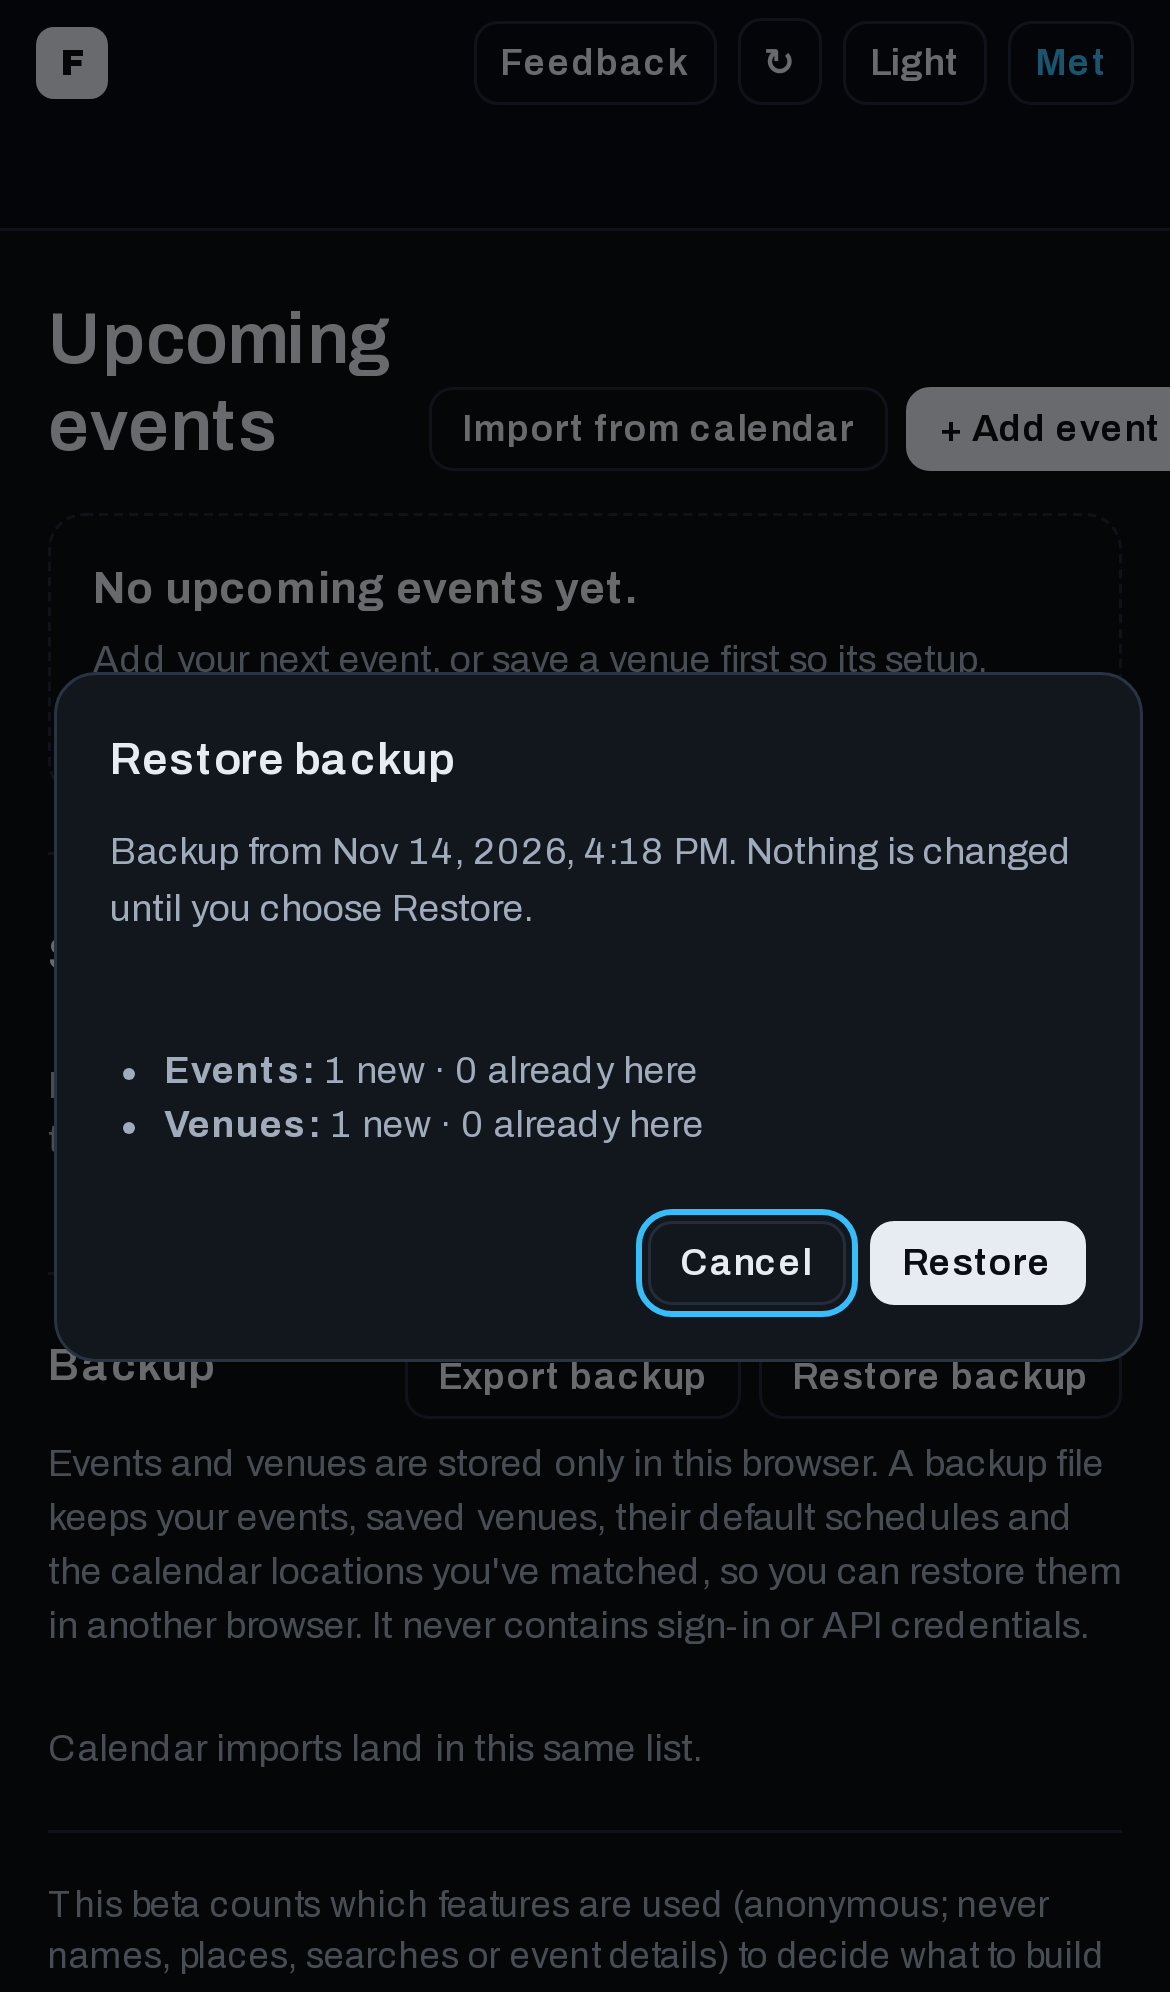 F
Feedback
↻
Light
Met
Upcoming
events
Import from calendar
+ Add event
No upcoming events yet.
Add your next event, or save a venue first so its setup,
Restore backup
Backup from Nov 14, 2026, 4:18 PM. Nothing is changed
until you choose Restore.
• Events: 1 new · 0 already here
• Venues: 1 new · 0 already here
Cancel
Restore
Backup
Export backup
Restore backup
Events and venues are stored only in this browser. A backup file
keeps your events, saved venues, their default schedules and
the calendar locations you've matched, so you can restore them
in another browser. It never contains sign-in or API credentials.
Calendar imports land in this same list.
This beta counts which features are used (anonymous; never
names, places, searches or event details) to decide what to build